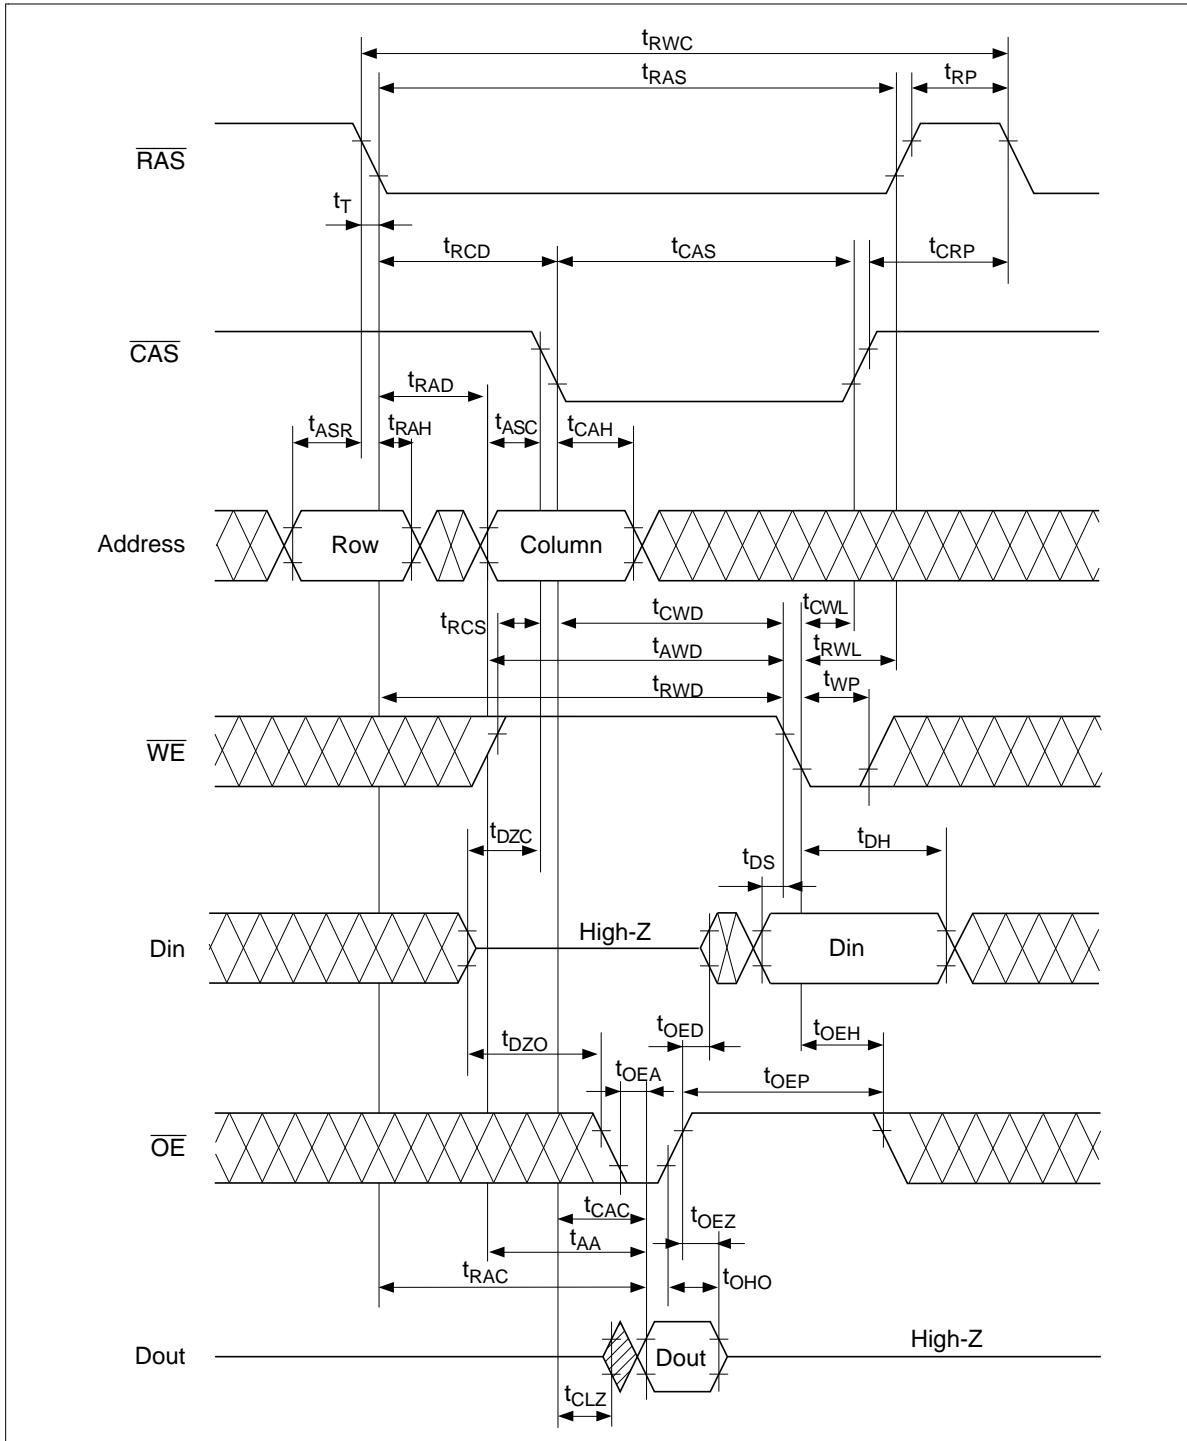 tRWC
tRAS
tRP
RAS
tT
tRCD
tCAS
tCRP
CAS
tRAD
tASR
tRAH
tASC
tCAH
Address
Row
Column
tRCS
tCWD
tCWL
tAWD
tRWL
tRWD
tWP
WE
tDZC
tDS
tDH
Din
High-Z
Din
tDZO
tOED
tOEH
tOEA
tOEP
OE
tCAC
tOEZ
tAA
tRAC
tOHO
Dout
Dout
High-Z
tCLZ